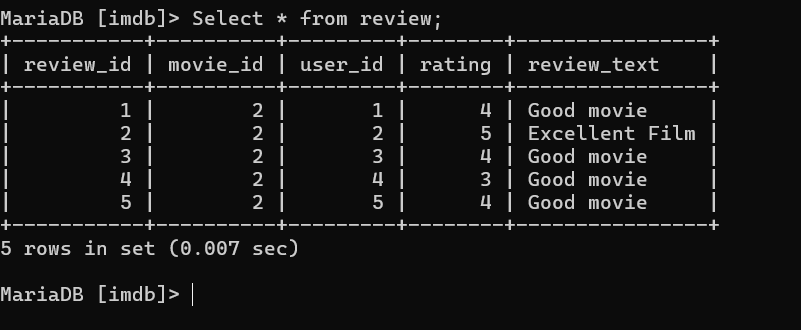 MariaDB [imdb]> Select * from review;
+-----------+----------+---------+--------+----------------+
| review_id | movie_id | user_id | rating | review_text    |
+-----------+----------+---------+--------+----------------+
|         1 |        2 |       1 |      4 | Good movie     |
|         2 |        2 |       2 |      5 | Excellent Film |
|         3 |        2 |       3 |      4 | Good movie     |
|         4 |        2 |       4 |      3 | Good movie     |
|         5 |        2 |       5 |      4 | Good movie     |
+-----------+----------+---------+--------+----------------+
5 rows in set (0.007 sec)
MariaDB [imdb]>